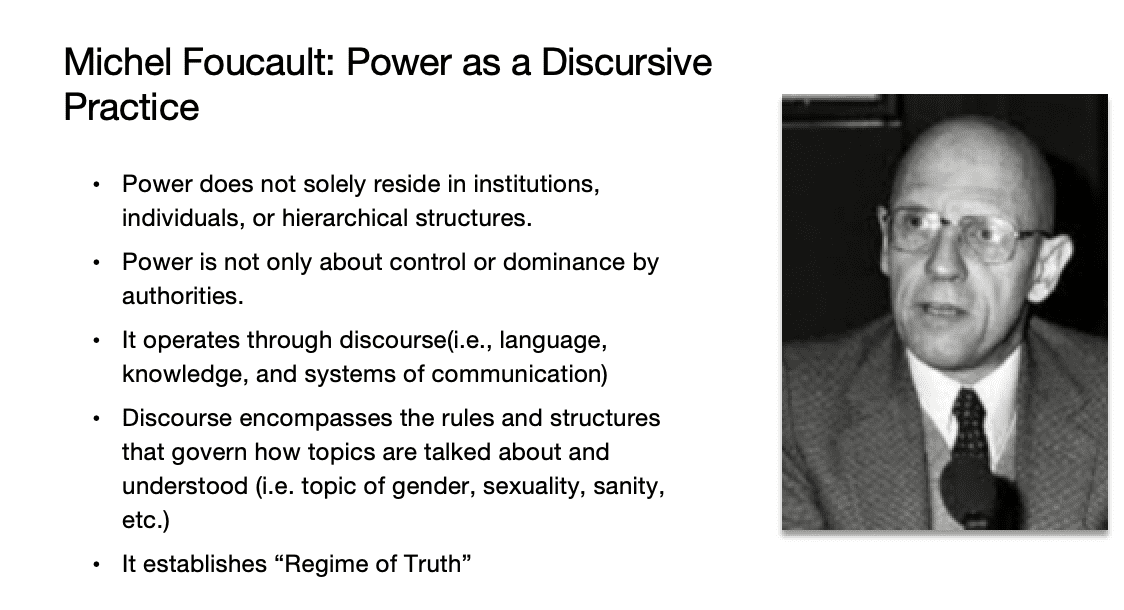 Michel Foucault: Power as a Discursive
Practice
• Power does not solely reside in institutions,
individuals, or hierarchical structures.
• Power is not only about control or dominance by
authorities.
• It operates through discourse(i.e., language,
knowledge, and systems of communication)
• Discourse encompasses the rules and structures
that govern how topics are talked about and
understood (i.e. topic of gender, sexuality, sanity,
etc.)
• It establishes “Regime of Truth”